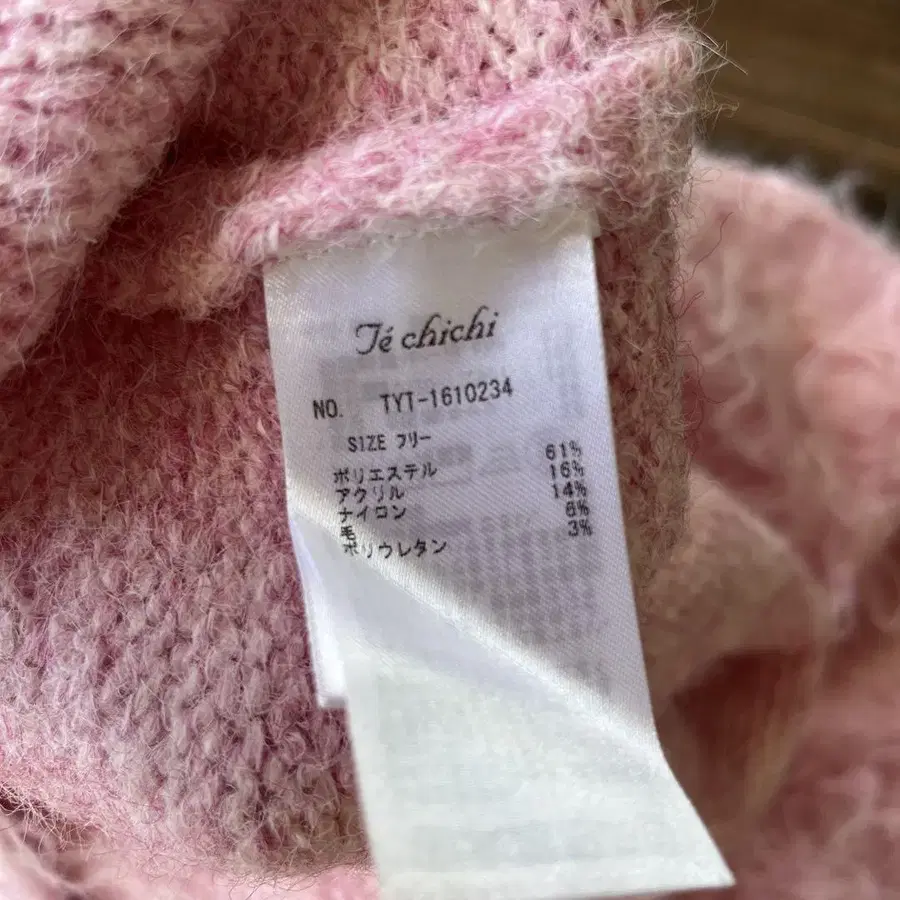 Té chichi
NO. TYT-1610234
SIZE フリー
ポリエステル 61%
アクリル 16%
ナイロン 14%
毛 6%
ポリウレタン 3%